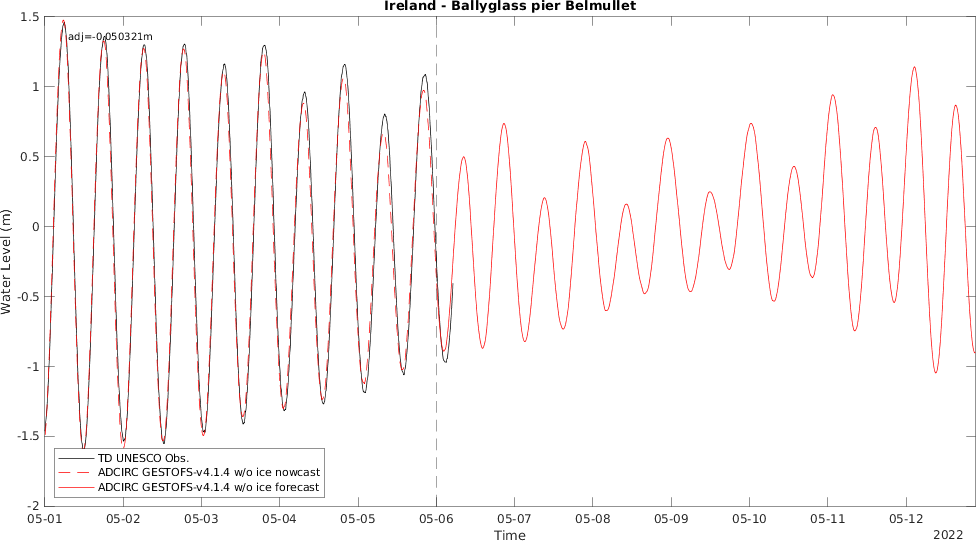 Ireland - Ballyglass pier Belmullet
adj=-0.050321m
1.5
1
0.5
0
-0.5
-1
-1.5
-2
Water Level (m)
TD UNESCO Obs.
ADCIRC GESTOFS-v4.1.4 w/o ice nowcast
ADCIRC GESTOFS-v4.1.4 w/o ice forecast
05-01 05-02 05-03 05-04 05-05 05-06 05-07 05-08 05-09 05-10 05-11 05-12
Time
2022